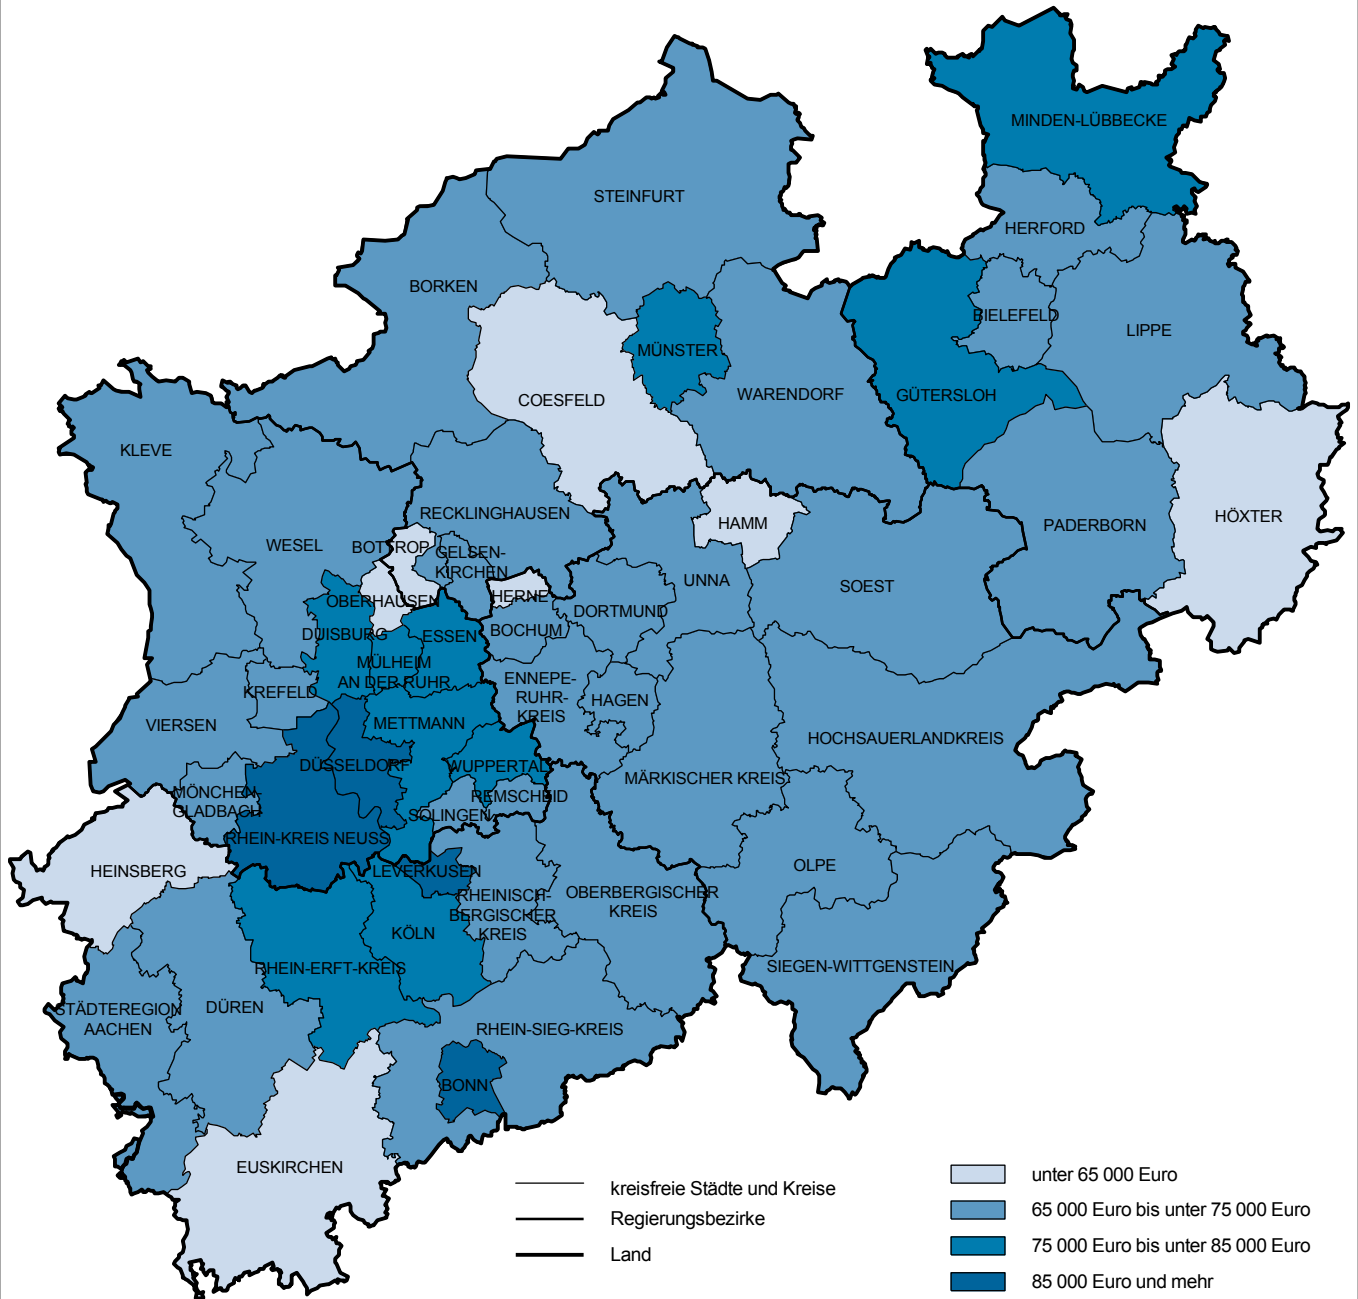 MINDEN-LÜBBECKE
STEINFURT
HERFORD
BORKEN
BIELEFELD
LIPPE
MÜNSTER
WARENDORF
GÜTERSLOH
COESFELD
KLEVE
RECKLINGHAUSEN
HAMM
HÖXTER
PADERBORN
WESEL
BOTTROP
GELSEN-
KIRCHEN
UNNA
SOEST
OBERHAUSEN
HERNE
DORTMUND
DUISBURG
ESSEN
BOCHUM
MÜLHEIM
AN DER RUHR
KREFELD
ENNEPE-
RUHR-
KREIS
HAGEN
VIERSEN
METTMANN
HOCHSAUERLANDKREIS
DÜSSELDORF
WUPPERTAL
MÄRKISCHER KREIS
MÖNCHEN-
GLADBACH
REMSCHEID
SOLINGEN
RHEIN-KREIS NEUSS
HEINSBERG
LEVERKUSEN
OLPE
RHEINISCH-
BERGISCHER
KREIS
OBERBERGISCHER
KREIS
KÖLN
RHEIN-ERFT-KREIS
SIEGEN-WITTGENSTEIN
STÄDTEREGION
AACHEN
DÜREN
RHEIN-SIEG-KREIS
BONN
EUSKIRCHEN
kreisfreie Städte und Kreise
Regierungsbezirke
Land
unter 65 000 Euro
65 000 Euro bis unter 75 000 Euro
75 000 Euro bis unter 85 000 Euro
85 000 Euro und mehr